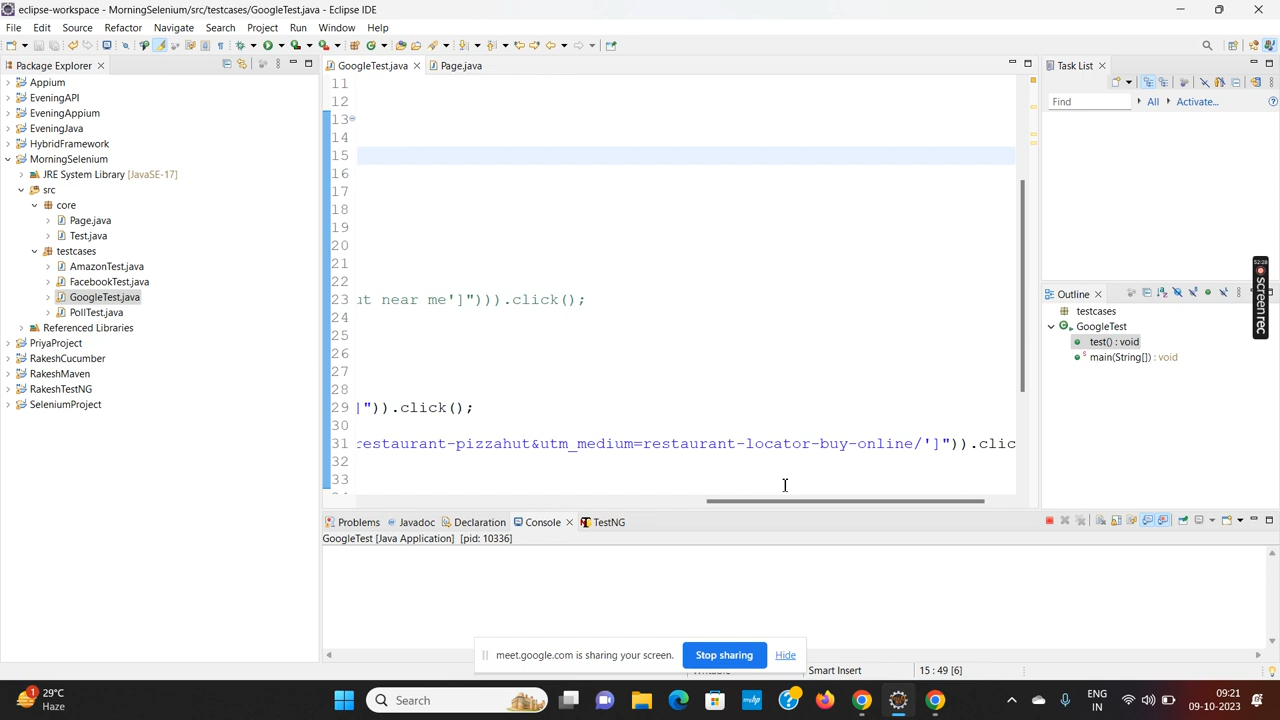 eclipse-workspace - MorningSelenium/src/testcases/GoogleTest.java - Eclipse IDE
File Edit Source Refactor Navigate Search Project Run Window Help
Package Explorer
GoogleTest.java
Page.java
Task List
Appium
EveningAPI
EveningAppium
EveningJava
HybridFramework
MorningSelenium
JRE System Library [JavaSE-17]
src
core
Page.java
Test.java
testcases
AmazonTest.java
FacebookTest.java
GoogleTest.java
PollTest.java
Referenced Libraries
PriyaProject
RakeshCucumber
RakeshMaven
RakeshTestNG
SeleniumProject
11
12
13
14
15
16
17
18
19
20
21
22
23 ut near me']"))).click();
24
25
26
27
28
29 ]")).click();
30
31 restaurant-pizzahut&utm_medium=restaurant-locator-buy-online/']")).clic
32
33
Find All Activate...
Outline
testcases
GoogleTest
test() : void
main(String[]) : void
52:28
screenrec
Problems Javadoc Declaration Console TestNG
GoogleTest [Java Application] [pid: 10336]
meet.google.com is sharing your screen. Stop sharing Hide
Smart Insert
15 : 49 [6]
1
29°C
Haze
Search
ENG
IN
09:21
09-10-2023